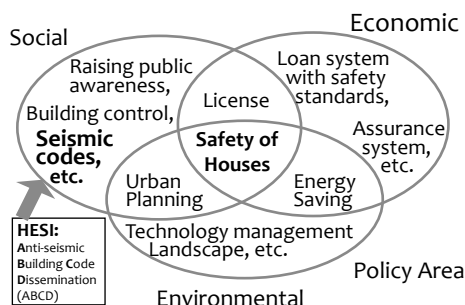 Social
Economic
Raising public
awareness,
Building control,
Seismic
codes,
etc.
License
Loan system
with safety
standards,
Assurance
system,
etc.
Safety of
Houses
Urban
Planning
Energy
Saving
Technology management
Landscape, etc.
HESI:
Anti-seismic
Building Code
Dissemination
(ABCD)
Policy Area
Environmental